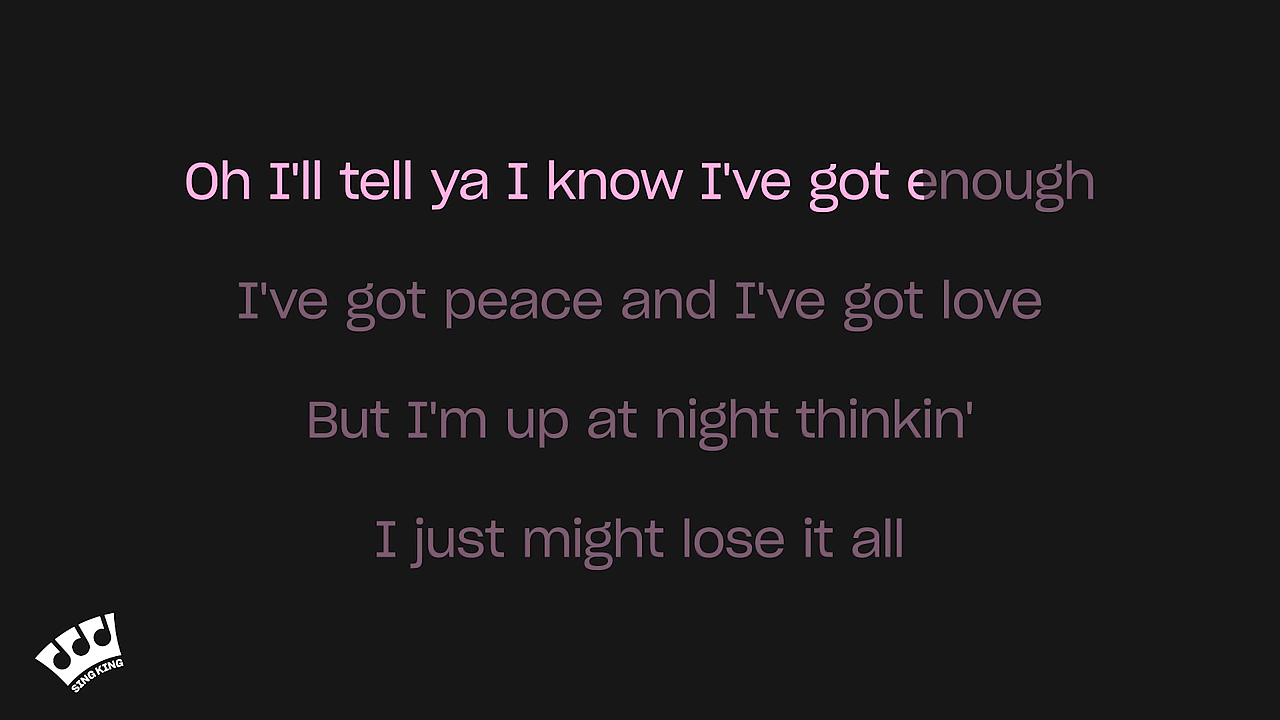 Oh I'll tell ya I know I've got enough
I've got peace and I've got love
But I'm up at night thinkin'
I just might lose it all
SING KING